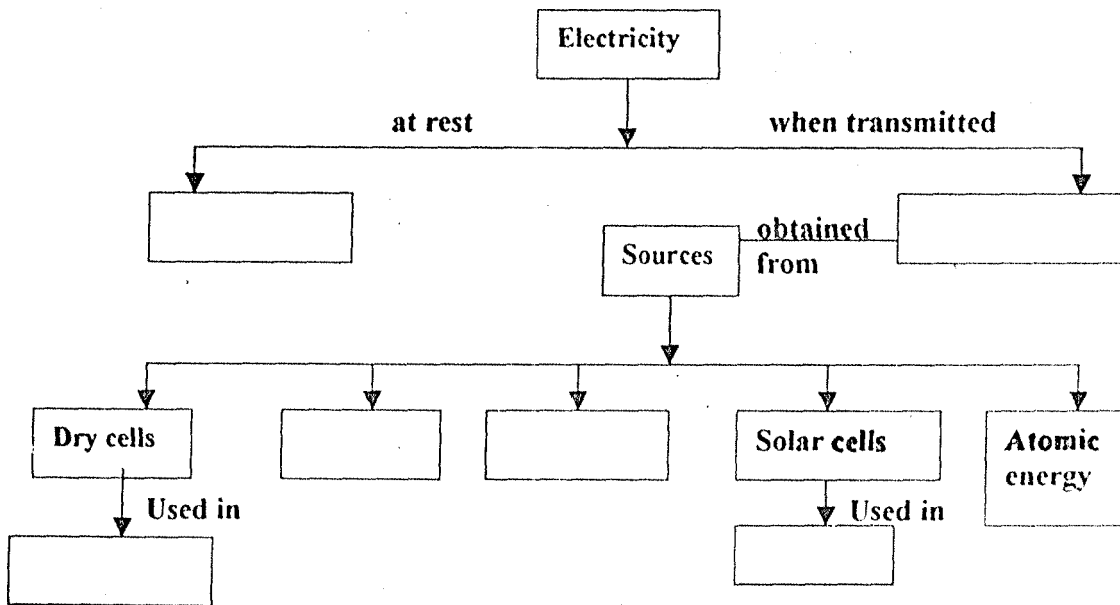 Electricity
at rest
when transmitted
Sources
obtained
from
Dry cells
Solar cells
Atomic
energy
Used in
Used in